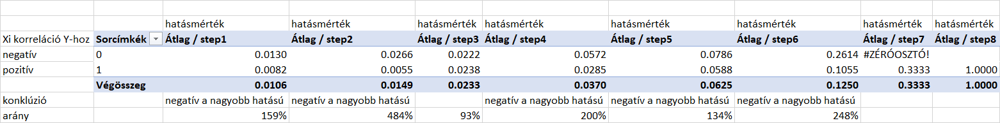 hatásmérték hatásmérték hatásmérték hatásmérték hatásmérték hatásmérték hatásmérték hatásmérték
Xi korreláció Y-hoz Sorcímkék Átlag / step1 Átlag / step2 Átlag / step3 Átlag / step4 Átlag / step5 Átlag / step6 Átlag / step7 Átlag / step8
negatív 0 0.0130 0.0266 0.0222 0.0572 0.0786 0.2614 #ZÉRÓOSZTÓ!
pozitív 1 0.0082 0.0055 0.0238 0.0285 0.0588 0.1055 0.3333 1.0000
Végösszeg 0.0106 0.0149 0.0233 0.0370 0.0625 0.1250 0.3333 1.0000
konklúzió negatív a nagyobb hatású negatív a nagyobb hatású negatív a nagyobb hatású negatív a nagyobb hatású negatív a nagyobb hatású
arány 159% 484% 93% 200% 134% 248%